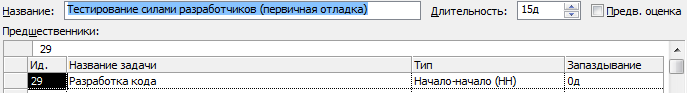 Название: Тестирование силами разработчиков (первичная отладка) Длительность: 15д Предв. оценка
Предшественники:
29
Ид. Название задачи Тип Запаздывание
29 Разработка кода Начало-начало (НН) 0д